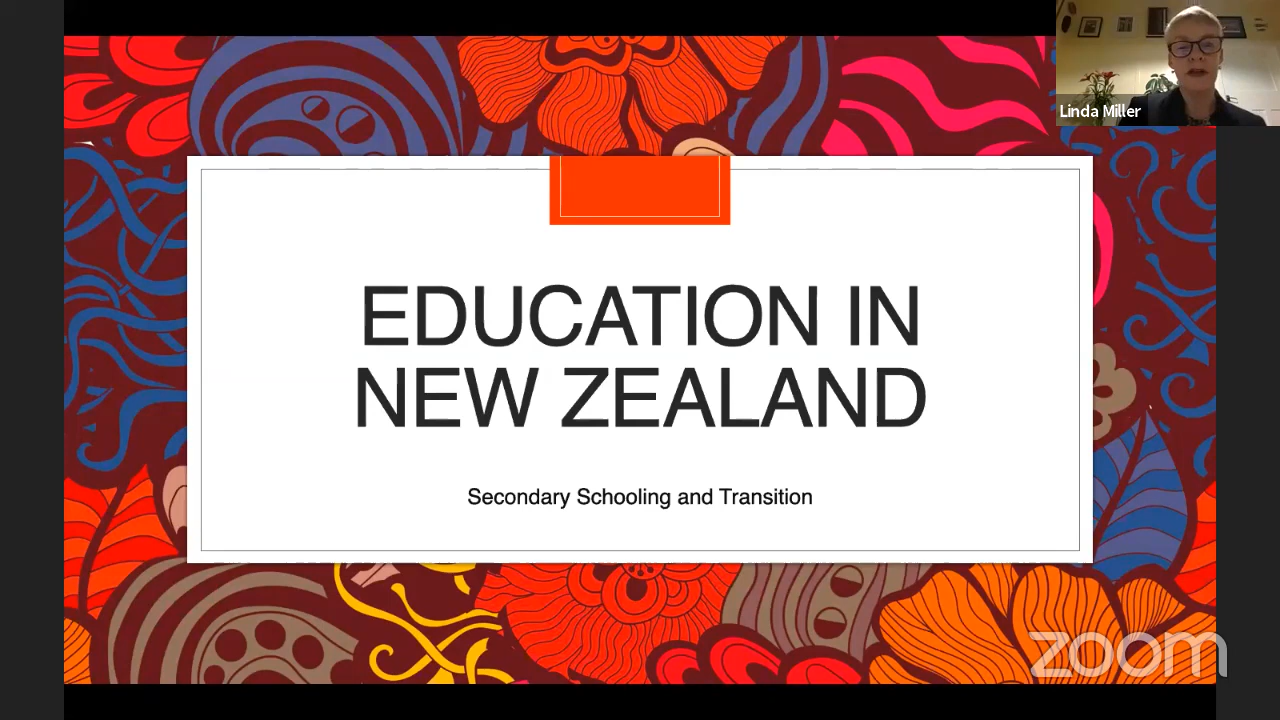 Linda Miller
EDUCATION IN
NEW ZEALAND
Secondary Schooling and Transition
zoom